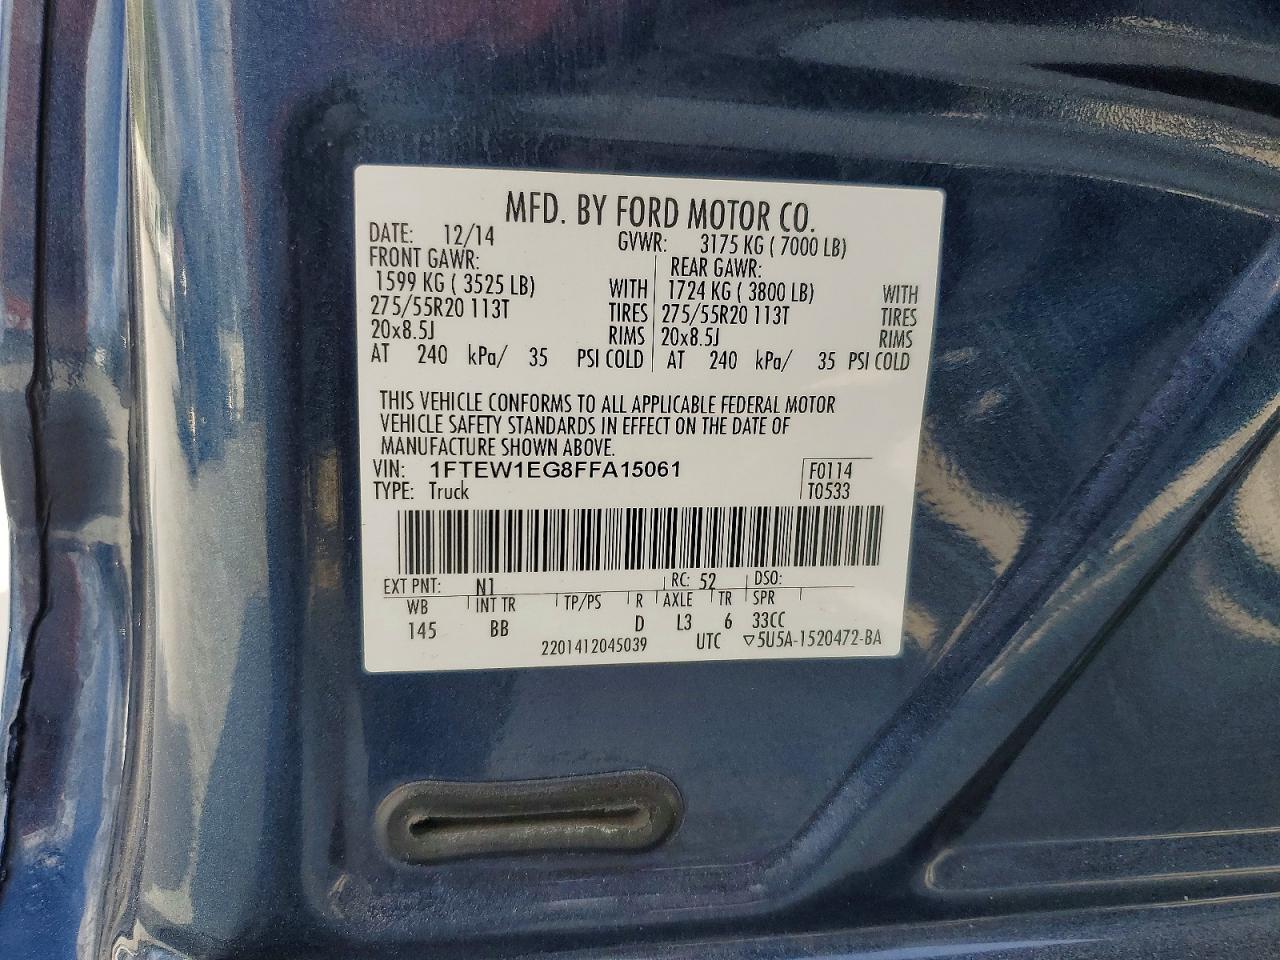 MFD. BY FORD MOTOR CO.
DATE: 12/14 GVWR: 3175 KG ( 7000 LB)
FRONT GAWR: REAR GAWR:
1599 KG ( 3525 LB) WITH 1724 KG ( 3800 LB) WITH
275/55R20 113T TIRES 275/55R20 113T TIRES
20x8.5J RIMS 20x8.5J RIMS
AT 240 kPa/ 35 PSI COLD AT 240 kPa/ 35 PSI COLD
THIS VEHICLE CONFORMS TO ALL APPLICABLE FEDERAL MOTOR
VEHICLE SAFETY STANDARDS IN EFFECT ON THE DATE OF
MANUFACTURE SHOWN ABOVE.
VIN: 1FTEW1EG8FFA15061 F0114
TYPE: Truck T0533
EXT PNT: N1 RC: 52 DSO:
WB INT TR TP/PS R AXLE TR SPR
145 BB D L3 6 33CC
2201412045039 UTC ▽5U5A-1520472-BA